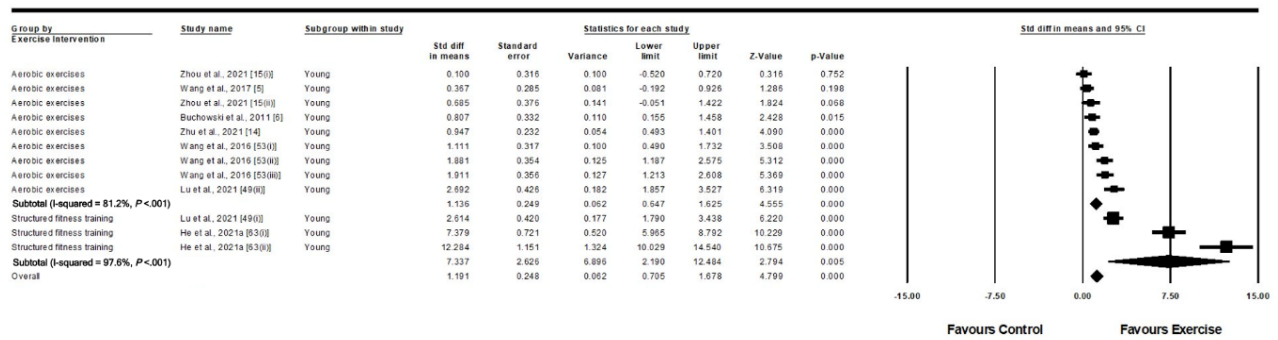 Group by Study name Subgroup within study Statistics for each study Std diff in means and 95% CI
Exercise Intervention
Std diff in means Standard error Variance Lower limit Upper limit Z-Value p-Value
Aerobic exercises Zhou et al., 2021 [15(i)] Young 0.100 0.316 0.100 -0.520 0.720 0.316 0.752
Aerobic exercises Wang et al., 2017 [5] Young 0.367 0.285 0.081 -0.192 0.926 1.286 0.198
Aerobic exercises Zhou et al., 2021 [15(ii)] Young 0.685 0.376 0.141 -0.051 1.422 1.824 0.068
Aerobic exercises Buchowski et al., 2011 [6] Young 0.807 0.332 0.110 0.155 1.458 2.428 0.015
Aerobic exercises Zhu et al., 2021 [14] Young 0.947 0.232 0.054 0.493 1.401 4.090 0.000
Aerobic exercises Wang et al., 2016 [53(i)] Young 1.111 0.317 0.100 0.490 1.732 3.508 0.000
Aerobic exercises Wang et al., 2016 [53(ii)] Young 1.881 0.354 0.125 1.187 2.575 5.312 0.000
Aerobic exercises Wang et al., 2016 [53(iii)] Young 1.911 0.356 0.127 1.213 2.608 5.369 0.000
Aerobic exercises Lu et al., 2021 [49(ii)] Young 2.692 0.426 0.182 1.857 3.527 6.319 0.000
Subtotal (I-squared = 81.2%, P <.001) 1.136 0.249 0.062 0.647 1.625 4.555 0.000
Structured fitness training Lu et al., 2021 [49(i)] Young 2.614 0.420 0.177 1.790 3.438 6.220 0.000
Structured fitness training He et al., 2021a [63(i)] Young 7.379 0.721 0.520 5.965 8.792 10.229 0.000
Structured fitness training He et al., 2021a [63(ii)] Young 12.284 1.151 1.324 10.029 14.540 10.675 0.000
Subtotal (I-squared = 97.6%, P <.001) 7.337 2.626 6.896 2.190 12.484 2.794 0.005
Overall 1.191 0.248 0.062 0.705 1.678 4.799 0.000
-15.00 -7.50 0.00 7.50 15.00
Favours Control Favours Exercise